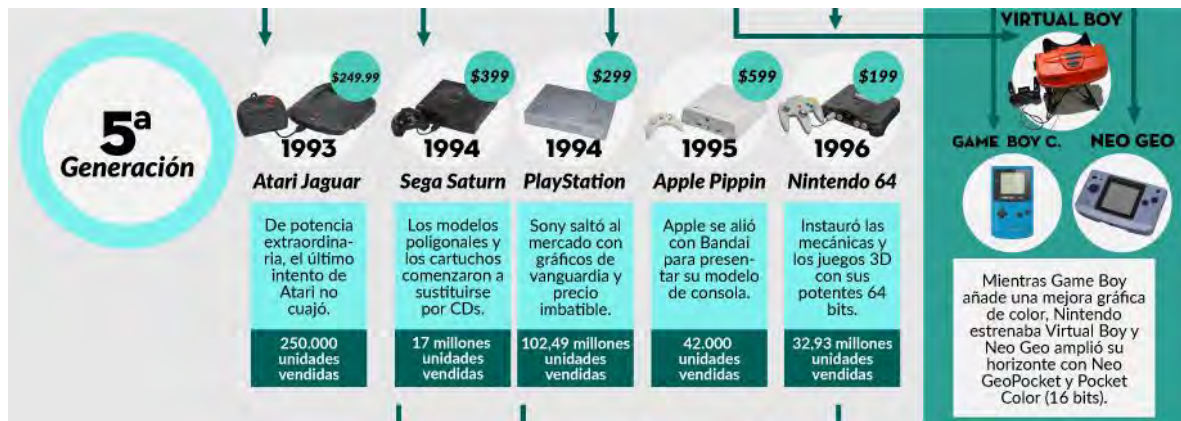 5ª
Generación
$249.99
1993
Atari Jaguar
De potencia
extraordina-
ria, el último
intento de
Atari no
cuajó.
250.000
unidades
vendidas
$399
1994
Sega Saturn
Los modelos
poligonales y
los cartuchos
comenzaron a
sustituirse
por CDs.
17 millones
unidades
vendidas
$299
1994
PlayStation
Sony saltó al
mercado con
gráficos de
vanguardia y
precio
imbatible.
102,49 millones
unidades
vendidas
$599
1995
Apple Pippin
Apple se alió
con Bandai
para presen-
tar su modelo
de consola.
42.000
unidades
vendidas
$199
1996
Nintendo 64
Instauró las
mecánicas y
los juegos 3D
con sus
potentes 64
bits.
32,93 millones
unidades
vendidas
VIRTUAL BOY
GAME BOY C.
NEO GEO
Mientras Game Boy
añade una mejora gráfica
de color, Nintendo
estrenaba Virtual Boy y
Neo Geo amplió su
horizonte con Neo
GeoPocket y Pocket
Color (16 bits).